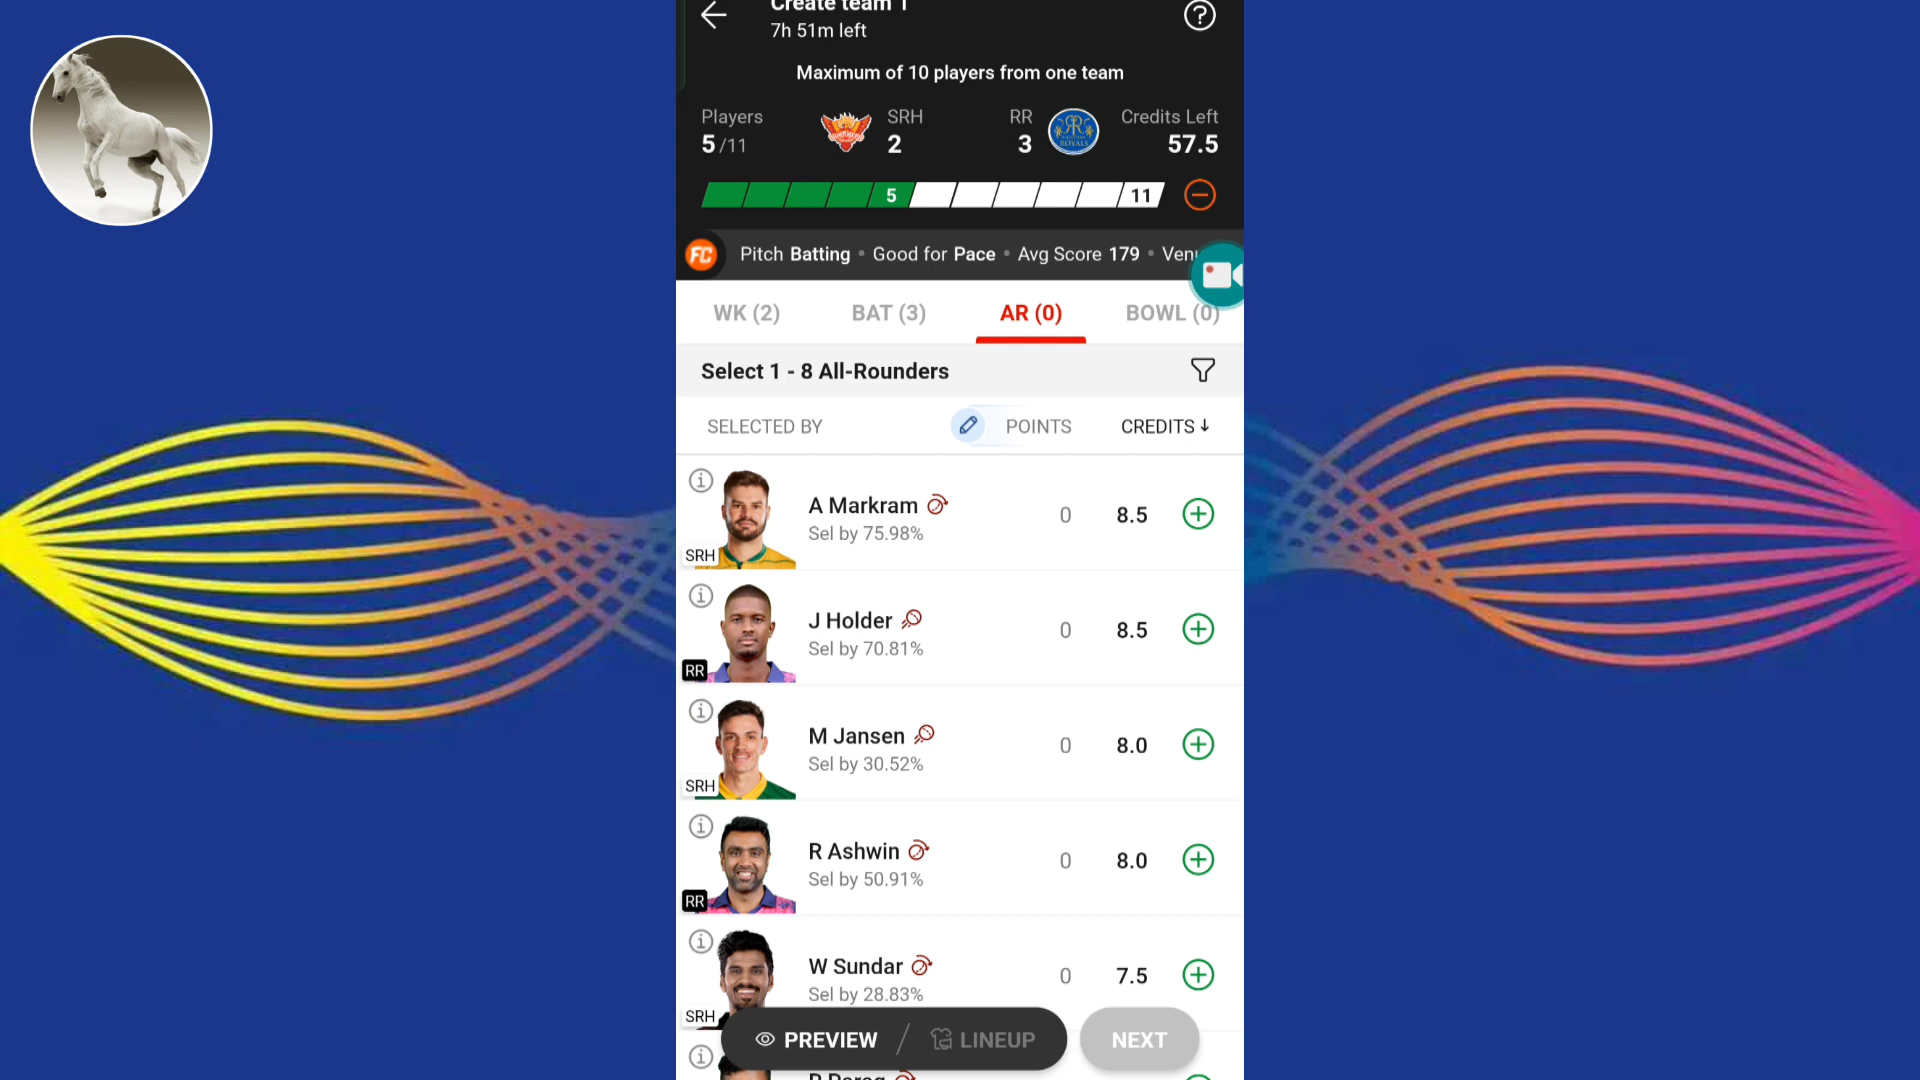 Create team 1
7h 51m left
Maximum of 10 players from one team
Players
5/11
SRH
2
RR
3
ROYALS
Credits Left
57.5
5
11
FC
Pitch Batting • Good for Pace • Avg Score 179 • Venu
WK (2)
BAT (3)
AR (0)
BOWL (0)
Select 1 - 8 All-Rounders
SELECTED BY
POINTS
CREDITS
A Markram
Sel by 75.98%
0
8.5
SRH
J Holder
Sel by 70.81%
0
8.5
RR
M Jansen
Sel by 30.52%
0
8.0
SRH
R Ashwin
Sel by 50.91%
0
8.0
RR
W Sundar
Sel by 28.83%
0
7.5
SRH
PREVIEW
LINEUP
NEXT